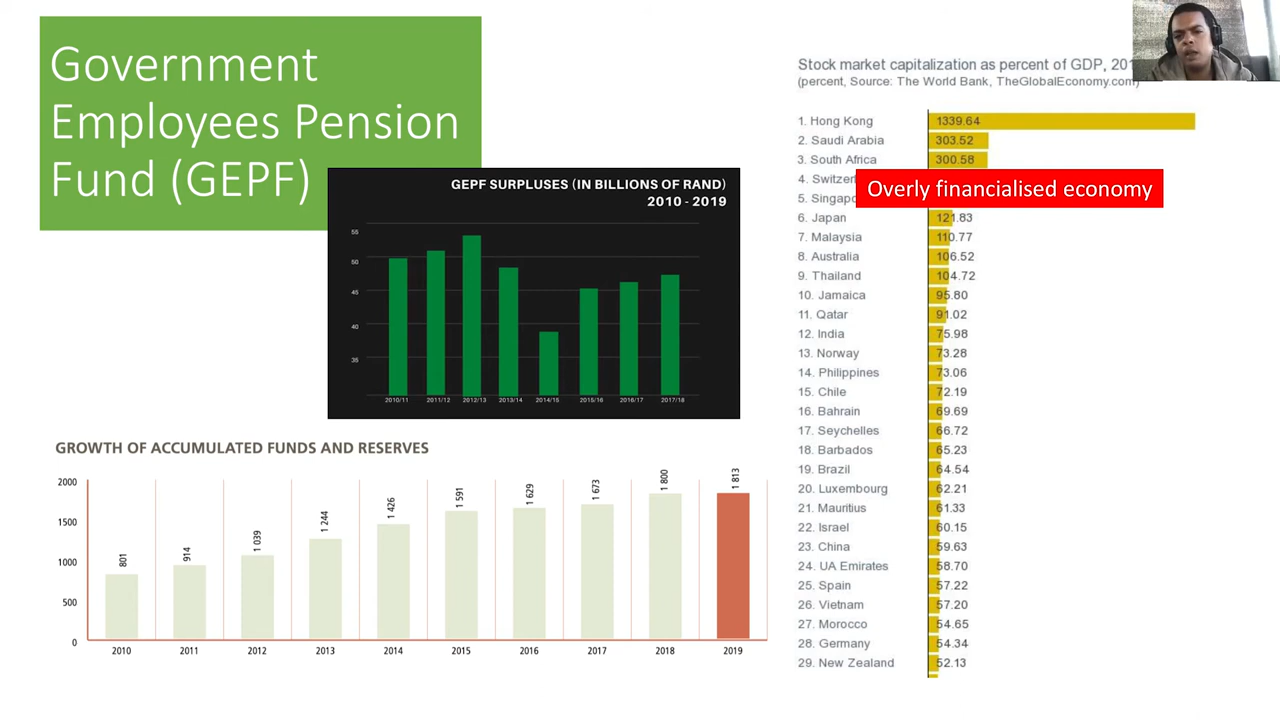 Government
Employees Pension
Fund (GEPF)
GEPF SURPLUSES (IN BILLIONS OF RAND)
2010 - 2019
55
50
45
40
35
2010/11 2011/12 2012/13 2013/14 2014/15 2015/16 2016/17 2017/18
GROWTH OF ACCUMULATED FUNDS AND RESERVES
2000
1500
1000
500
0
801 914 1 039 1 244 1 426 1 591 1 629 1 673 1 800 1 813
2010 2011 2012 2013 2014 2015 2016 2017 2018 2019
Stock market capitalization as percent of GDP,
(percent, Source: The World Bank, TheGlobalEconomy.com)
1. Hong Kong 1339.64
2. Saudi Arabia 303.52
3. South Africa 300.58
4.
5.
Overly financialised economy
6. Japan 121.83
7. Malaysia 110.77
8. Australia 106.52
9. Thailand 104.72
10. Jamaica 95.80
11. Qatar 91.02
12. India 75.98
13. Norway 73.28
14. Philippines 73.06
15. Chile 72.19
16. Bahrain 69.69
17. Seychelles 66.72
18. Barbados 65.23
19. Brazil 64.54
20. Luxembourg 62.21
21. Mauritius 61.33
22. Israel 60.15
23. China 59.63
24. UA Emirates 58.70
25. Spain 57.22
26. Vietnam 57.20
27. Morocco 54.65
28. Germany 54.34
29. New Zealand 52.13